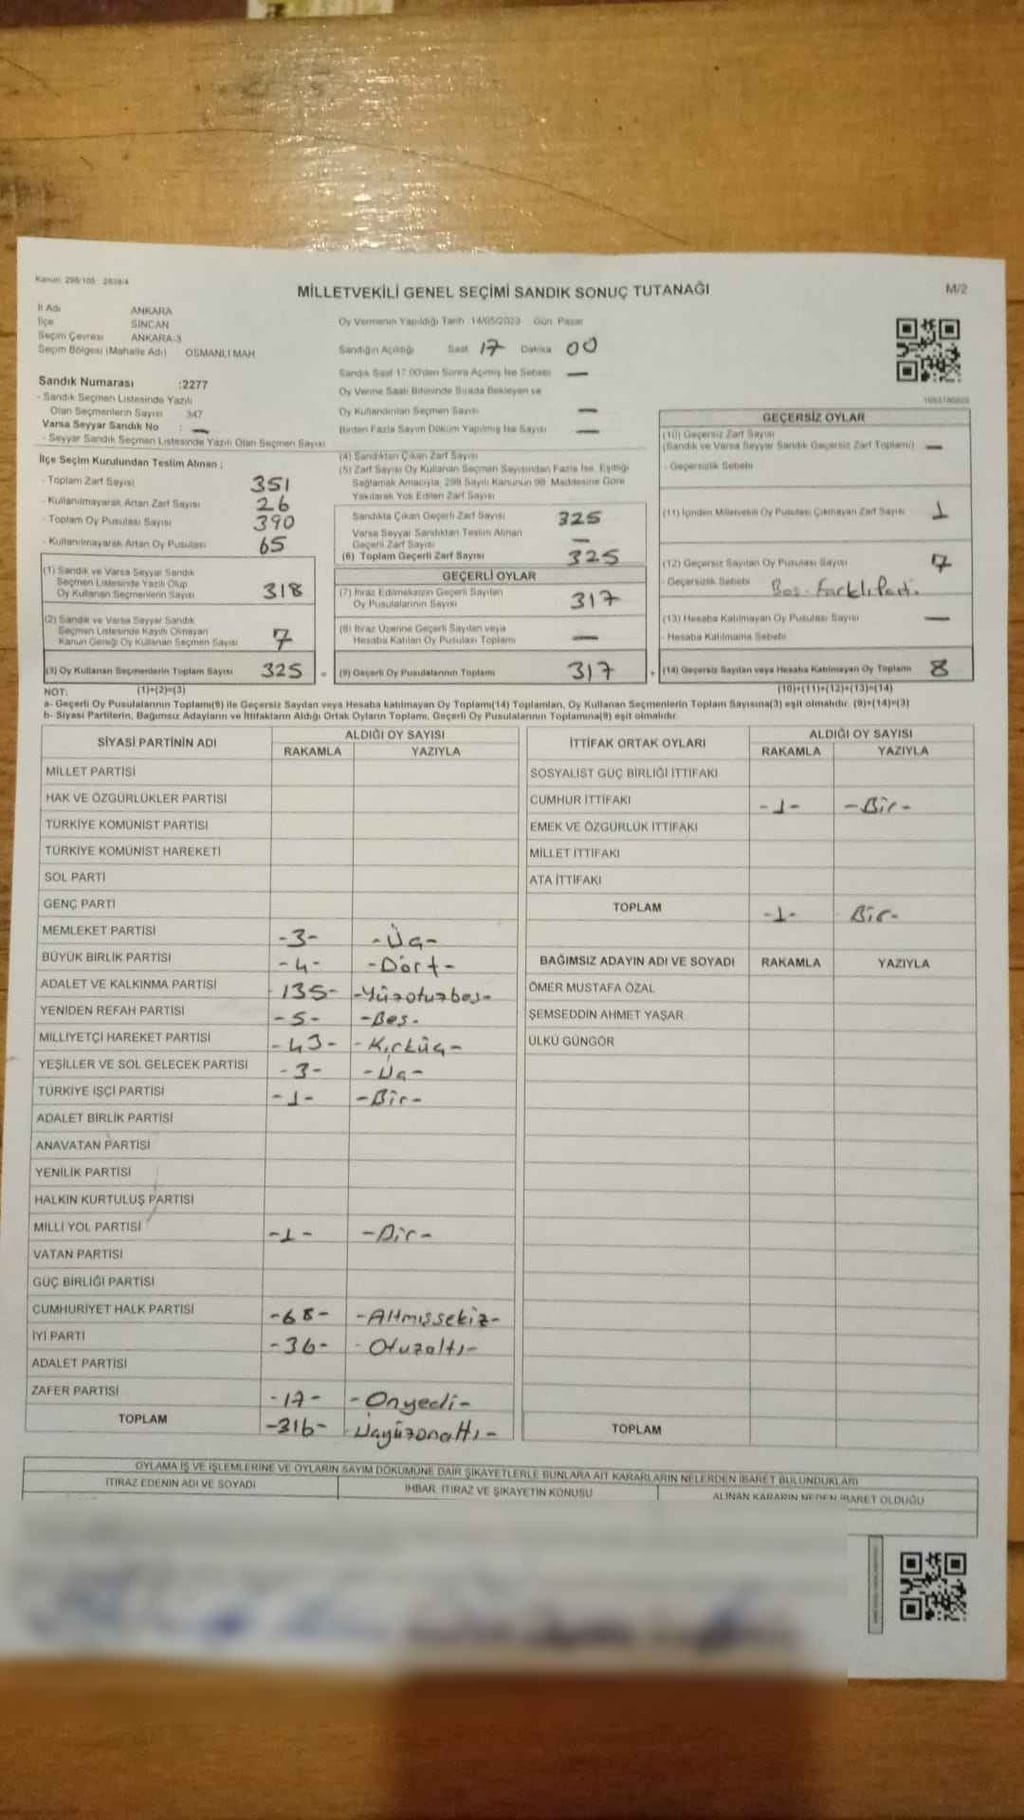 Kanun: 298/105 2839/4
MİLLETVEKİLİ GENEL SEÇİMİ SANDIK SONUÇ TUTANAĞI
M/2
İl Adı ANKARA
İlçe SİNCAN
Seçim Çevresi ANKARA-3
Seçim Bölgesi (Mahalle Adı) OSMANLI MAH
Oy Vermenin Yapıldığı Tarih :14/05/2023 Gün Pazar
Sandığın Açıldığı Saat 17 Dakika 00
Sandık Saat 17:00'den Sonra Açılmış İse Sebebi —
Oy Verme Saati Bitiminde Sırada Bekleyen ve
Oy Kullandırılan Seçmen Sayısı —
Birden Fazla Sayım Döküm Yapılmış İse Sayısı —
Sandık Numarası :2277
- Sandık Seçmen Listesinde Yazılı
Olan Seçmenlerin Sayısı 347
Varsa Seyyar Sandık No : —
- Seyyar Sandık Seçmen Listesinde Yazılı Olan Seçmen Sayısı
İlçe Seçim Kurulundan Teslim Alınan :
- Toplam Zarf Sayısı 351
- Kullanılmayarak Artan Zarf Sayısı 26
- Toplam Oy Pusulası Sayısı 390
- Kullanılmayarak Artan Oy Pusulası 65
(1) Sandık ve Varsa Seyyar Sandık
Seçmen Listesinde Yazılı Olup
Oy Kullanan Seçmenlerin Sayısı 318
(2) Sandık ve Varsa Seyyar Sandık
Seçmen Listesinde Kayıtlı Olmayan
Kanun Gereği Oy Kullanan Seçmen Sayısı 7
(3) Oy Kullanan Seçmenlerin Toplam Sayısı 325
(4) Sandıktan Çıkan Zarf Sayısı
(5) Zarf Sayısı Oy Kullanan Seçmen Sayısından Fazla İse, Eşitliği
Sağlamak Amacıyla, 298 Sayılı Kanunun 98. Maddesine Göre
Yakılarak Yok Edilen Zarf Sayısı
Sandıkta Çıkan Geçerli Zarf Sayısı 325
Varsa Seyyar Sandıktan Teslim Alınan
Geçerli Zarf Sayısı —
(6) Toplam Geçerli Zarf Sayısı 325
GEÇERLİ OYLAR
(7) İtiraz Edilmeksizin Geçerli Sayılan
Oy Pusulalarının Sayısı 317
(8) İtiraz Üzerine Geçerli Sayılan veya
Hesaba Katılan Oy Pusulası Toplamı —
= (9) Geçerli Oy Pusulalarının Toplamı 317 +
GEÇERSİZ OYLAR
(10) Geçersiz Zarf Sayısı
(Sandık ve Varsa Seyyar Sandık Geçersiz Zarf Toplamı) —
- Geçersizlik Sebebi
(11) İçinden Milletvekili Oy Pusulası Çıkmayan Zarf Sayısı 1
(12) Geçersiz Sayılan Oy Pusulası Sayısı 7
- Geçersizlik Sebebi Boş-Farklı Parti.
(13) Hesaba Katılmayan Oy Pusulası Sayısı —
- Hesaba Katılmama Sebebi
(14) Geçersiz Sayılan veya Hesaba Katılmayan Oy Toplamı 8
NOT: (1)+(2)=(3) (10)+(11)+(12)+(13)=(14)
a- Geçerli Oy Pusulalarının Toplamı(9) ile Geçersiz Sayılan veya Hesaba katılmayan Oy Toplamı(14) Toplamları, Oy Kullanan Seçmenlerin Toplam Sayısına(3) eşit olmalıdır. (9)+(14)=(3)
b- Siyasi Partilerin, Bağımsız Adayların ve İttifakların Aldığı Ortak Oyların Toplamı, Geçerli Oy Pusulalarının Toplamına(9) eşit olmalıdır.
SİYASİ PARTİNİN ADI ALDIĞI OY SAYISI
RAKAMLA YAZIYLA
MİLLET PARTİSİ
HAK VE ÖZGÜRLÜKLER PARTİSİ
TÜRKİYE KOMÜNİST PARTİSİ
TÜRKİYE KOMÜNİST HAREKETİ
SOL PARTİ
GENÇ PARTİ
MEMLEKET PARTİSİ -3- -Üç-
BÜYÜK BİRLİK PARTİSİ -4- -Dört-
ADALET VE KALKINMA PARTİSİ 135- -Yüzotuzbeş-
YENİDEN REFAH PARTİSİ -5- -Beş-
MİLLİYETÇİ HAREKET PARTİSİ -43- -Kırküç-
YEŞİLLER VE SOL GELECEK PARTİSİ -3- -Üç-
TÜRKİYE İŞÇİ PARTİSİ -1- -Bir-
ADALET BİRLİK PARTİSİ
ANAVATAN PARTİSİ
YENİLİK PARTİSİ
HALKIN KURTULUŞ PARTİSİ
MİLLİ YOL PARTİSİ -1- -Bir-
VATAN PARTİSİ
GÜÇ BİRLİĞİ PARTİSİ
CUMHURİYET HALK PARTİSİ -68- -Altmışsekiz-
İYİ PARTİ -36- -Otuzaltı-
ADALET PARTİSİ
ZAFER PARTİSİ -17- -Onyedi-
TOPLAM -316- Üçyüzonaltı-
İTTİFAK ORTAK OYLARI ALDIĞI OY SAYISI
RAKAMLA YAZIYLA
SOSYALİST GÜÇ BİRLİĞİ İTTİFAKI
CUMHUR İTTİFAKI -1- -Bir-
EMEK VE ÖZGÜRLÜK İTTİFAKI
MİLLET İTTİFAKI
ATA İTTİFAKI
TOPLAM -1- Bir-
BAĞIMSIZ ADAYIN ADI VE SOYADI RAKAMLA YAZIYLA
ÖMER MUSTAFA ÖZAL
ŞEMSEDDİN AHMET YAŞAR
ÜLKÜ GÜNGÖR
TOPLAM
OYLAMA İŞ VE İŞLEMLERİNE VE OYLARIN SAYIM DÖKÜMÜNE DAİR ŞİKAYETLERLE BUNLARA AİT KARARLARIN NELERDEN İBARET BULUNDUKLARI
İTİRAZ EDENİN ADI VE SOYADI İHBAR, İTİRAZ VE ŞİKAYETİN KONUSU ALINAN KARARIN NEDEN İBARET OLDUĞU